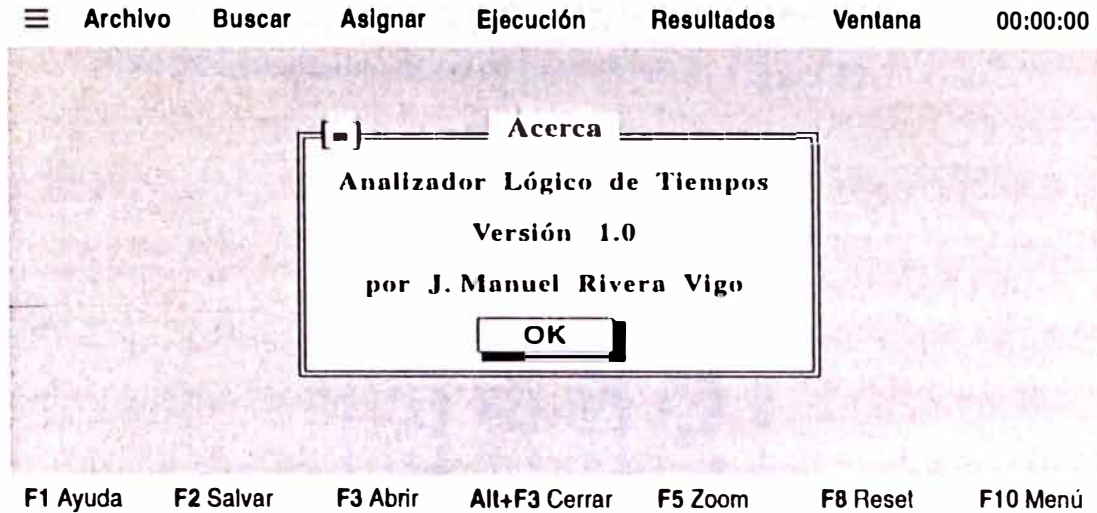 ☰ Archivo Buscar Asignar Ejecución Resultados Ventana 00:00:00
Acerca
Analizador Lógico de Tiempos
Versión 1.0
por J. Manuel Rivera Vigo
OK
F1 Ayuda F2 Salvar F3 Abrir Alt+F3 Cerrar F5 Zoom F8 Reset F10 Menú